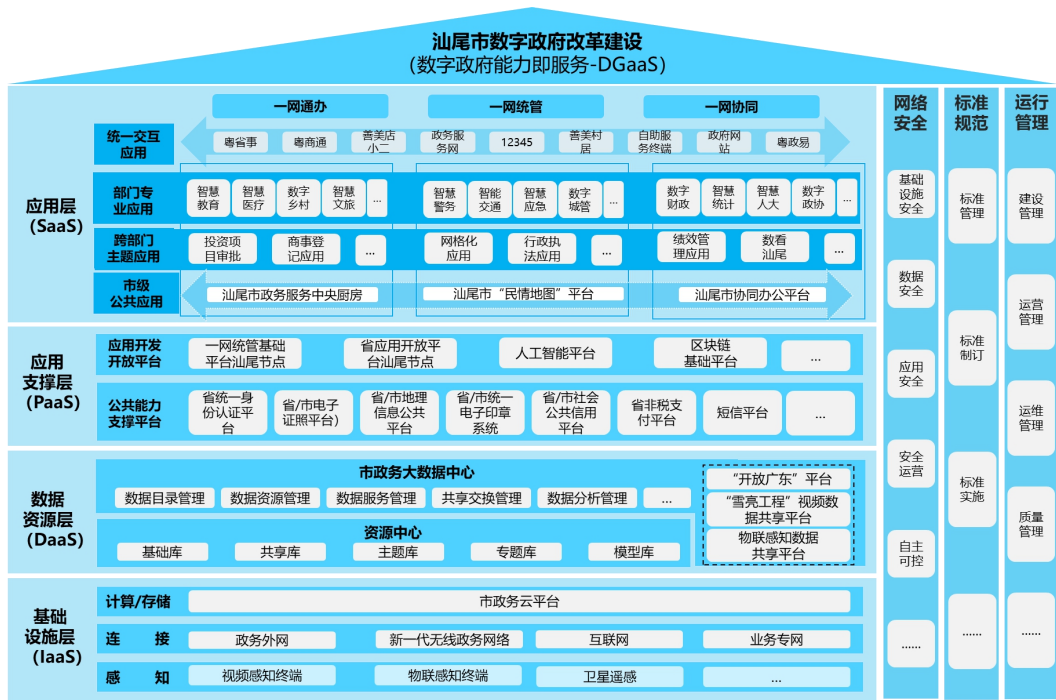 汕尾市数字政府改革建设
（数字政府能力即服务-DGaaS）
一网通办
一网统管
一网协同
统一交互
应用
粤省事
粤商通
善美店
小二
政务服
务网
12345
善美村
居
自助服
务终端
政府网
站
粤政易
应用层
（SaaS）
部门专
业应用
智慧
教育
智慧
医疗
数字
乡村
智慧
文旅
...
智慧
警务
智能
交通
智慧
应急
数字
城管
...
数字
财政
智慧
统计
智慧
人大
数字
政协
...
跨部门
主题应用
投资项
目审批
商事登
记应用
...
网格化
应用
行政执
法应用
...
绩效管
理应用
数看
汕尾
...
市级
公共应用
汕尾市政务服务中央厨房
汕尾市“民情地图”平台
汕尾市协同办公平台
应用
支撑层
（PaaS）
应用开发
开放平台
一网统管基础
平台汕尾节点
省应用开放平
台汕尾节点
人工智能平台
区块链
基础平台
...
公共能力
支撑平台
省统一身
份认证平
台
省/市电子
证照平台）
省/市地理
信息公共
平台
省/市统一
电子印章
系统
省/市社会
公共信用
平台
省非税支
付平台
短信平台
...
数据
资源层
（DaaS）
市政务大数据中心
数据目录管理
数据资源管理
数据服务管理
共享交换管理
数据分析管理
...
资源中心
基础库
共享库
主题库
专题库
模型库
“开放广东”平台
“雪亮工程”视频数
据共享平台
物联感知数据
共享平台
基础
设施层
（IaaS）
计算/存储
市政务云平台
连 接
政务外网
新一代无线政务网络
互联网
业务专网
感 知
视频感知终端
物联感知终端
卫星遥感
...
网络
安全
基础
设施
安全
数据
安全
应用
安全
安全
运营
自主
可控
......
标准
规范
标准
管理
标准
制订
标准
实施
......
运行
管理
建设
管理
运营
管理
运维
管理
质量
管理
......